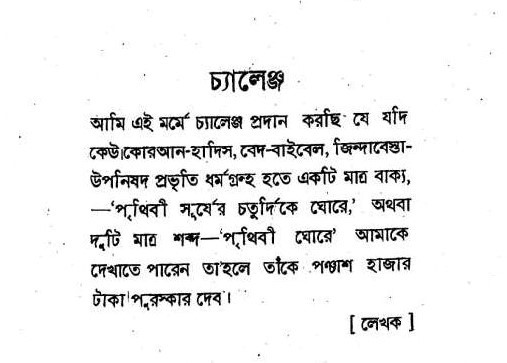 চ্যালেঞ্জ
আমি এই মর্মে চ্যালেঞ্জ প্রদান করছি যে যদি
কেউ কোরআন-হাদিস, বেদ-বাইবেল, জিন্দাবেস্তা-
উপনিষদ প্রভৃতি ধর্মগ্রন্থ হতে একটি মাত্র বাক্য,
—‘পৃথিবী সূর্যের চতুর্দিকে ঘোরে,’ অথবা
দুটি মাত্র শব্দ—‘পৃথিবী ঘোরে’ আমাকে
দেখাতে পারেন তা'হলে তাঁকে পঞ্চাশ হাজার
টাকা পুরস্কার দেব।
[ লেখক ]